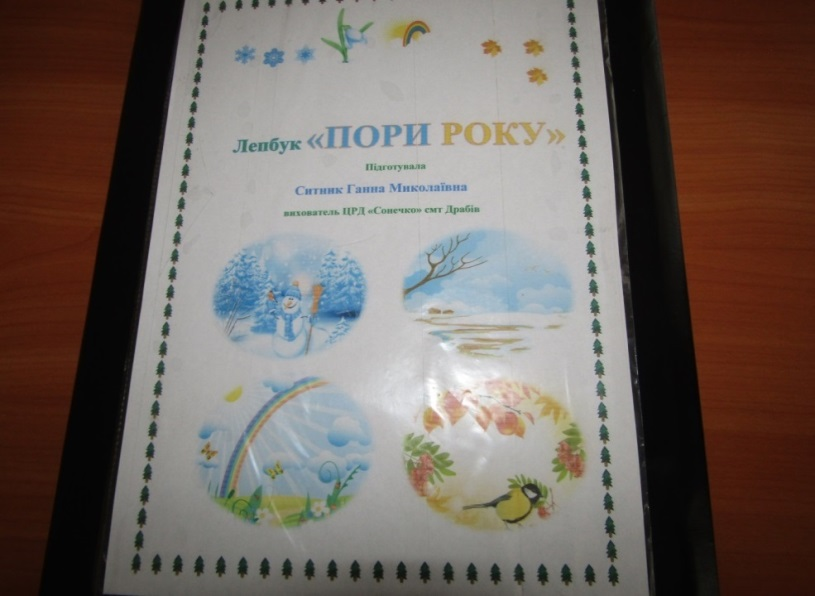 Лепбук «ПОРИ РОКУ»
Підготувала
Ситник Ганна Миколаївна
вихователь ЦРД «Сонечко» смт Драбів